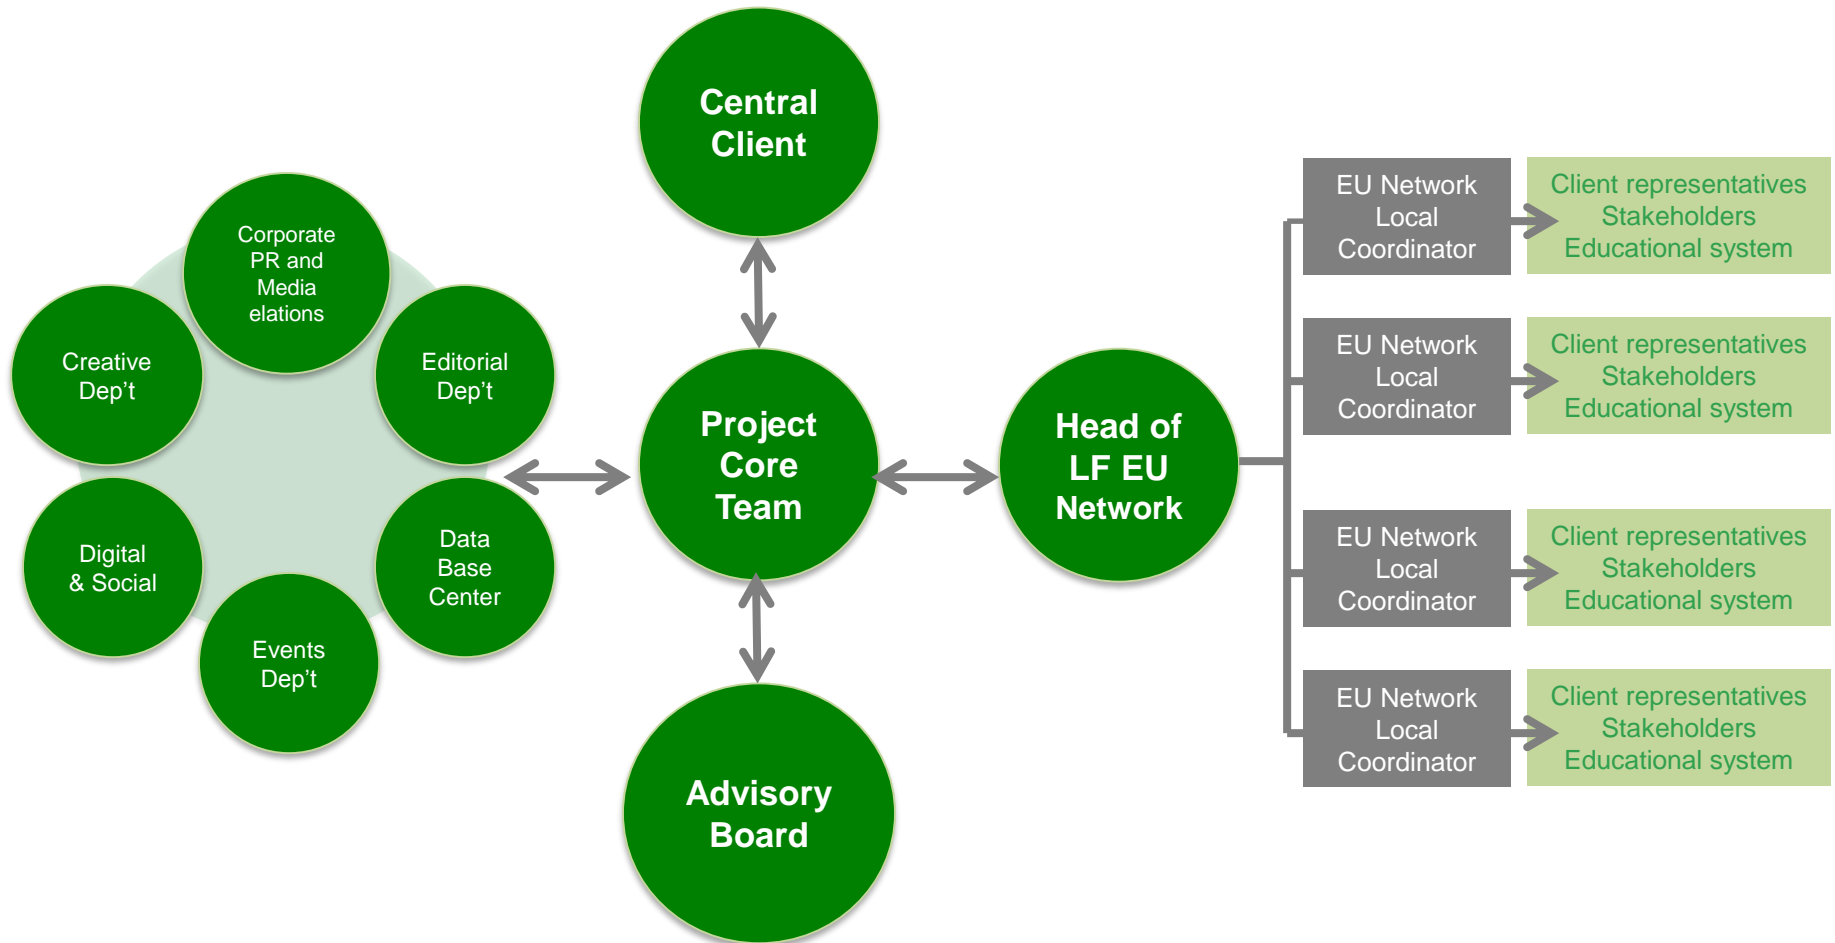 Central
Client
Corporate
PR and
Media
elations
Creative
Dep't
Editorial
Dep't
Digital
& Social
Data
Base
Center
Events
Dep't
Project
Core
Team
Advisory
Board
Head of
LF EU
Network
EU Network
Local
Coordinator
Client representatives
Stakeholders
Educational system
EU Network
Local
Coordinator
Client representatives
Stakeholders
Educational system
EU Network
Local
Coordinator
Client representatives
Stakeholders
Educational system
EU Network
Local
Coordinator
Client representatives
Stakeholders
Educational system